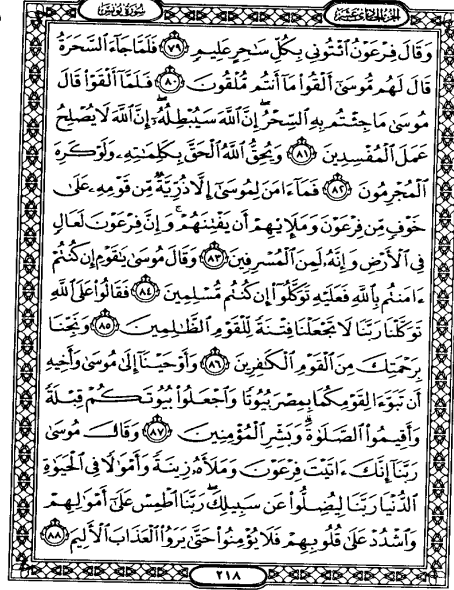 سورة يونس
الجزء الحادي عشر
وَقَالَ فِرْعَوْنُ ٱئْتُونِى بِكُلِّ سَٰحِرٍ عَلِيمٍ ٧٩ فَلَمَّا جَآءَ ٱلسَّحَرَةُ
قَالَ لَهُم مُّوسَىٰٓ أَلْقُوا۟ مَآ أَنتُم مُّلْقُونَ ٨٠ فَلَمَّآ أَلْقَوْا۟ قَالَ
مُوسَىٰ مَا جِئْتُم بِهِ ٱلسِّحْرُ ۖ إِنَّ ٱللَّهَ سَيُبْطِلُهُۥٓ ۖ إِنَّ ٱللَّهَ لَا يُصْلِحُ
عَمَلَ ٱلْمُفْسِدِينَ ٨١ وَيُحِقُّ ٱللَّهُ ٱلْحَقَّ بِكَلِمَٰتِهِۦ وَلَوْ كَرِهَ
ٱلْمُجْرِمُونَ ٨٢ فَمَآ ءَامَنَ لِمُوسَىٰٓ إِلَّا ذُرِّيَّةٌ مِّن قَوْمِهِۦ عَلَىٰ
خَوْفٍ مِّن فِرْعَوْنَ وَمَلَإِي۟هِمْ أَن يَفْتِنَهُمْ ۚ وَإِنَّ فِرْعَوْنَ لَعَالٍ
فِى ٱلْأَرْضِ وَإِنَّهُۥ لَمِنَ ٱلْمُسْرِفِينَ ٨٣ وَقَالَ مُوسَىٰ يَٰقَوْمِ إِن كُنتُمْ
ءَامَنتُم بِٱللَّهِ فَعَلَيْهِ تَوَكَّلُوٓا۟ إِن كُنتُم مُّسْلِمِينَ ٨٤ فَقَالُوا۟ عَلَى ٱللَّهِ
تَوَكَّلْنَا رَبَّنَا لَا تَجْعَلْنَا فِتْنَةً لِّلْقَوْمِ ٱلظَّٰلِمِينَ ٨٥ وَنَجِّنَا
بِرَحْمَتِكَ مِنَ ٱلْقَوْمِ ٱلْكَٰفِرِينَ ٨٦ وَأَوْحَيْنَآ إِلَىٰ مُوسَىٰ وَأَخِيهِ
أَن تَبَوَّءَا لِقَوْمِكُمَا بِمِصْرَ بُيُوتًا وَٱجْعَلُوا۟ بُيُوتَكُمْ قِبْلَةً
وَأَقِيمُوا۟ ٱلصَّلَوٰةَ ۗ وَبَشِّرِ ٱلْمُؤْمِنِينَ ٨٧ وَقَالَ مُوسَىٰ
رَبَّنَآ إِنَّكَ ءَاتَيْتَ فِرْعَوْنَ وَمَلَأَهُۥ زِينَةً وَأَمْوَٰلًا فِى ٱلْحَيَوٰةِ
ٱلدُّنْيَا رَبَّنَا لِيُضِلُّوا۟ عَن سَبِيلِكَ ۖ رَبَّنَا ٱطْمِسْ عَلَىٰٓ أَمْوَٰلِهِمْ
وَٱشْدُدْ عَلَىٰ قُلُوبِهِمْ فَلَا يُؤْمِنُوا۟ حَتَّىٰ يَرَوُا۟ ٱلْعَذَابَ ٱلْأَلِيمَ ٨٨
٢١٨